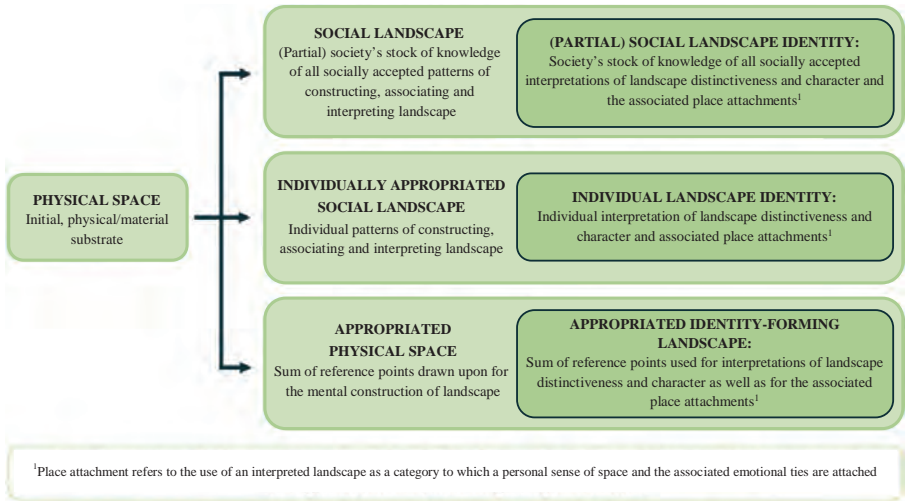 SOCIAL LANDSCAPE
(Partial) society's stock of knowledge
of all socially accepted patterns of
constructing, associating and
interpreting landscape
(PARTIAL) SOCIAL LANDSCAPE IDENTITY:
Society's stock of knowledge of all socially accepted
interpretations of landscape distinctiveness and character and
the associated place attachments¹
PHYSICAL SPACE
Initial, physical/material
substrate
INDIVIDUALLY APPROPRIATED
SOCIAL LANDSCAPE
Individual patterns of constructing,
associating and interpreting landscape
INDIVIDUAL LANDSCAPE IDENTITY:
Individual interpretation of landscape distinctiveness and
character and associated place attachments¹
APPROPRIATED
PHYSICAL SPACE
Sum of reference points drawn upon for
the mental construction of landscape
APPROPRIATED IDENTITY-FORMING
LANDSCAPE:
Sum of reference points used for interpretations of landscape
distinctiveness and character as well as for the associated
place attachments¹
¹Place attachment refers to the use of an interpreted landscape as a category to which a personal sense of space and the associated emotional ties are attached